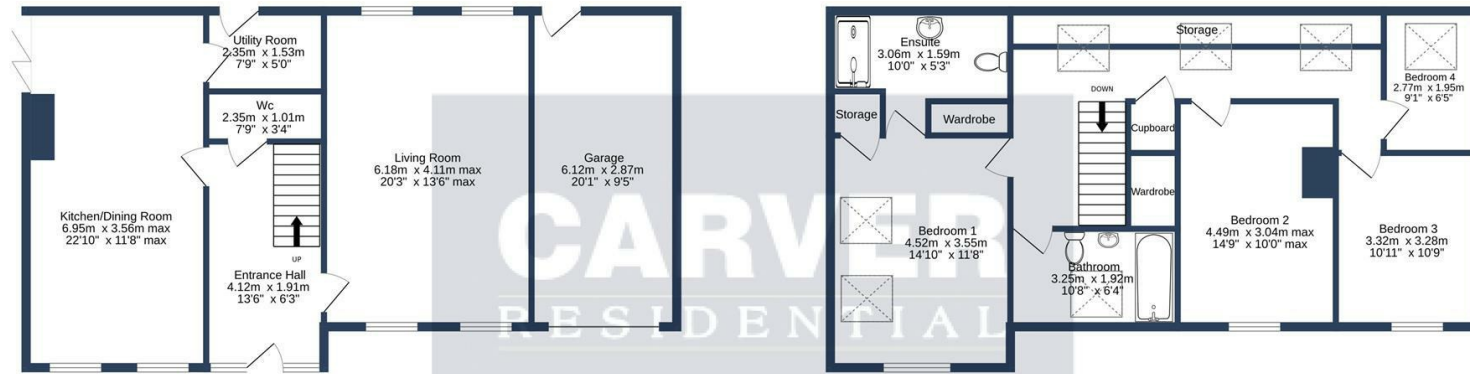 Utility Room
2.35m x 1.53m
7'9" x 5'0"
Wc
2.35m x 1.01m
7'9" x 3'4"
Kitchen/Dining Room
6.95m x 3.56m max
22'10" x 11'8" max
UP
Entrance Hall
4.12m x 1.91m
13'6" x 6'3"
Living Room
6.18m x 4.11m max
20'3" x 13'6" max
Garage
6.12m x 2.87m
20'1" x 9'5"
Ensuite
3.06m x 1.59m
10'0" x 5'3"
Storage
Wardrobe
Bedroom 1
4.52m x 3.55m
14'10" x 11'8"
Storage
DOWN
Cupboard
Wardrobe
Bathroom
3.25m x 1.92m
10'8" x 6'4"
Bedroom 2
4.49m x 3.04m max
14'9" x 10'0" max
Bedroom 4
2.77m x 1.95m
9'1" x 6'5"
Bedroom 3
3.32m x 3.28m
10'11" x 10'9"
CARVER
RESIDENTIAL